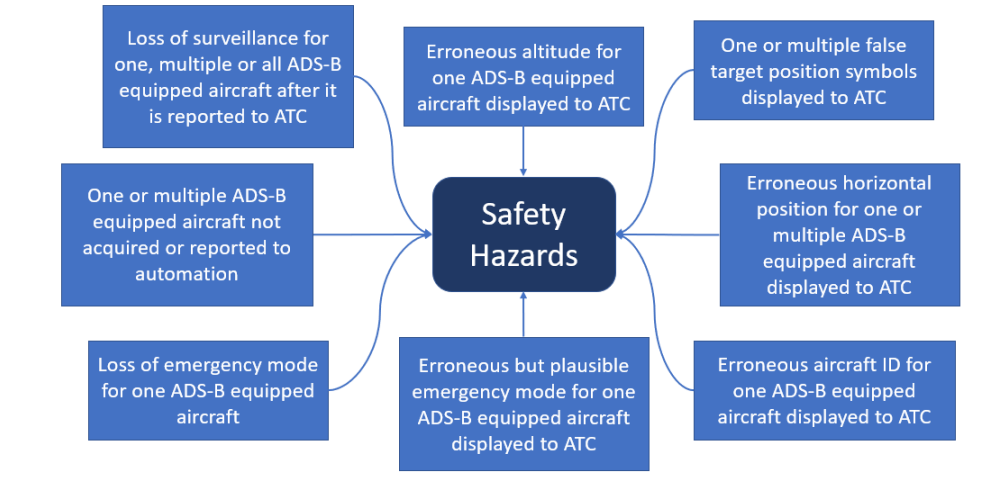 Loss of surveillance for
one, multiple or all ADS-B
equipped aircraft after it
is reported to ATC
Erroneous altitude for
one ADS-B equipped
aircraft displayed to ATC
One or multiple false
target position symbols
displayed to ATC
One or multiple ADS-B
equipped aircraft not
acquired or reported to
automation
Safety
Hazards
Erroneous horizontal
position for one or
multiple ADS-B
equipped aircraft
displayed to ATC
Loss of emergency mode
for one ADS-B equipped
aircraft
Erroneous but plausible
emergency mode for one
ADS-B equipped aircraft
displayed to ATC
Erroneous aircraft ID for
one ADS-B equipped
aircraft displayed to ATC